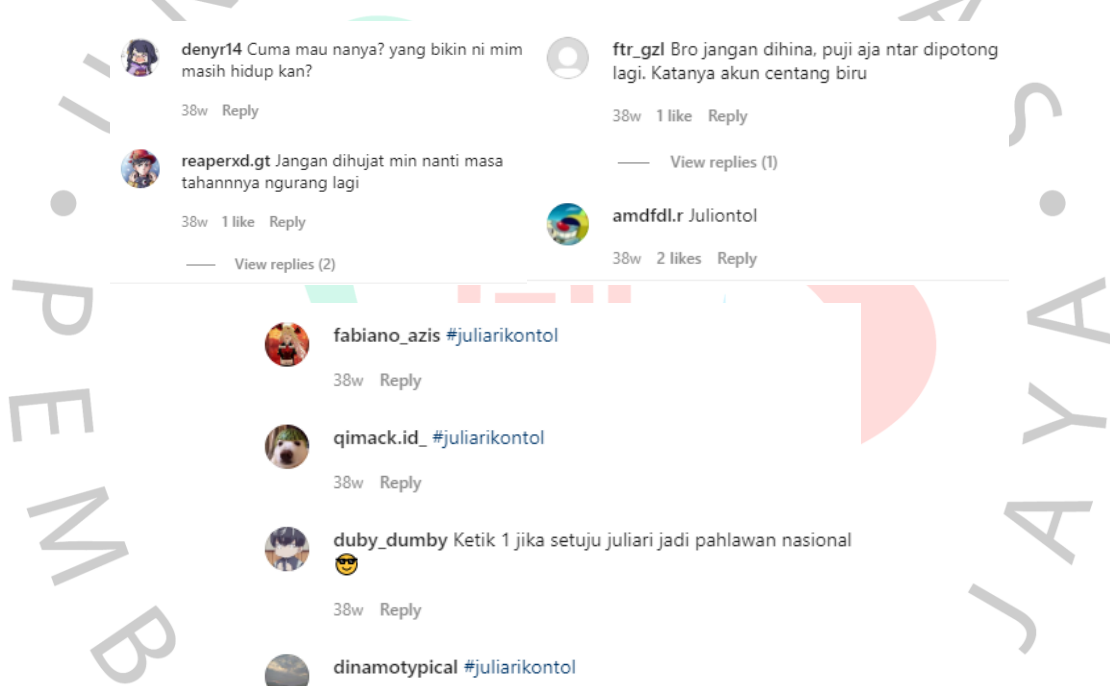 denyr14 Cuma mau nanya? yang bikin ni mim
masih hidup kan?
38w Reply
reaperxd.gt Jangan dihujat min nanti masa
tahannnya ngurang lagi
38w 1 like Reply
View replies (2)
ftr_gzl Bro jangan dihina, puji aja ntar dipotong
lagi. Katanya akun centang biru
38w 1 like Reply
View replies (1)
amdfdl.r Juliontol
38w 2 likes Reply
fabiano_azis #juliarikontol
38w Reply
qimack.id_ #juliarikontol
38w Reply
duby_dumby Ketik 1 jika setuju juliari jadi pahlawan nasional
😎
38w Reply
dinamotypical #juliarikontol
PEMB
JAYA
S